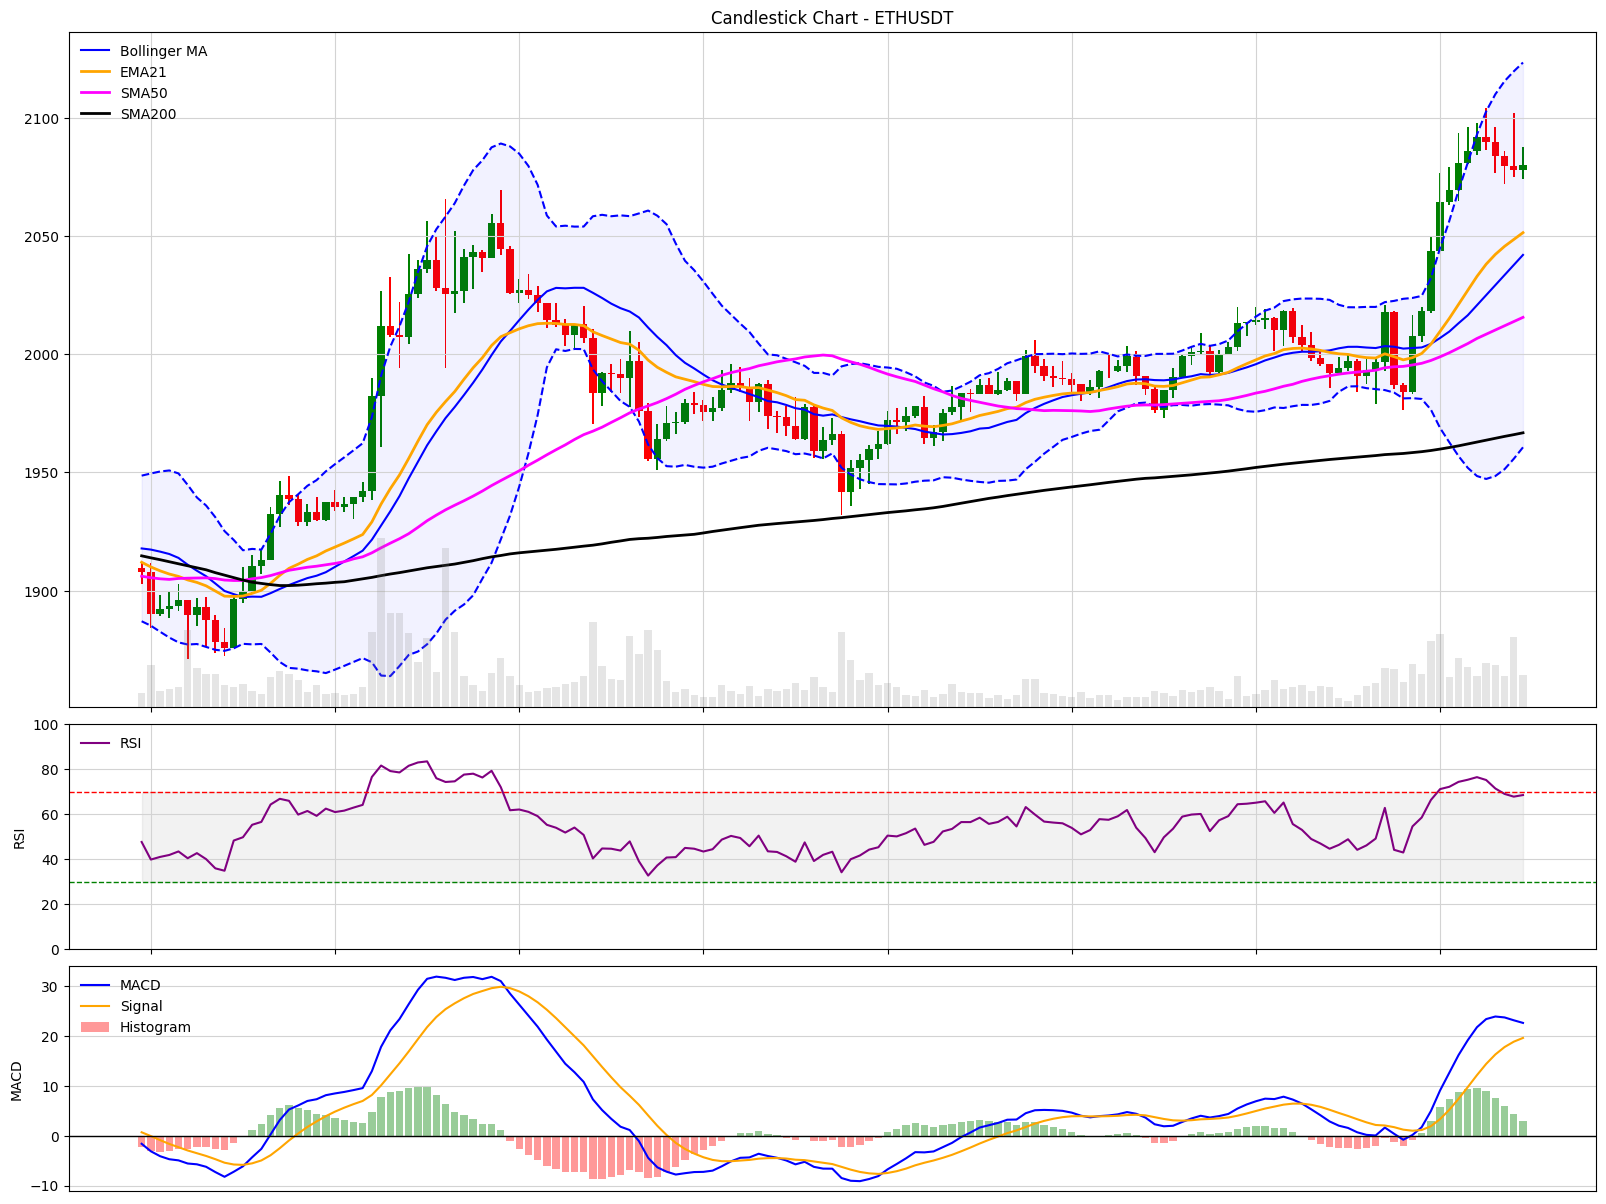 Candlestick Chart - ETHUSDT
Bollinger MA
EMA21
SMA50
SMA200
2100
2050
2000
1950
1900
RSI
100
80
60
40
20
0
RSI
MACD
Signal
Histogram
30
20
10
0
−10
MACD